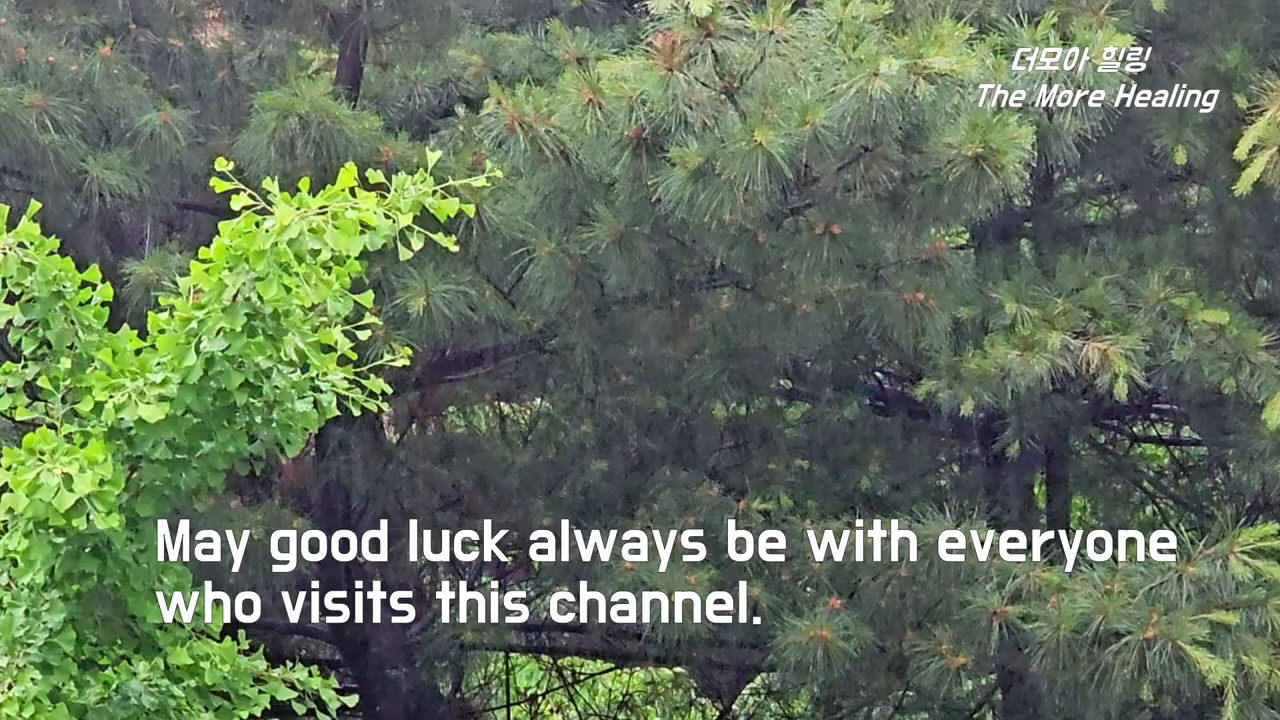 더모아 힐링
The More Healing
May good luck always be with everyone
who visits this channel.